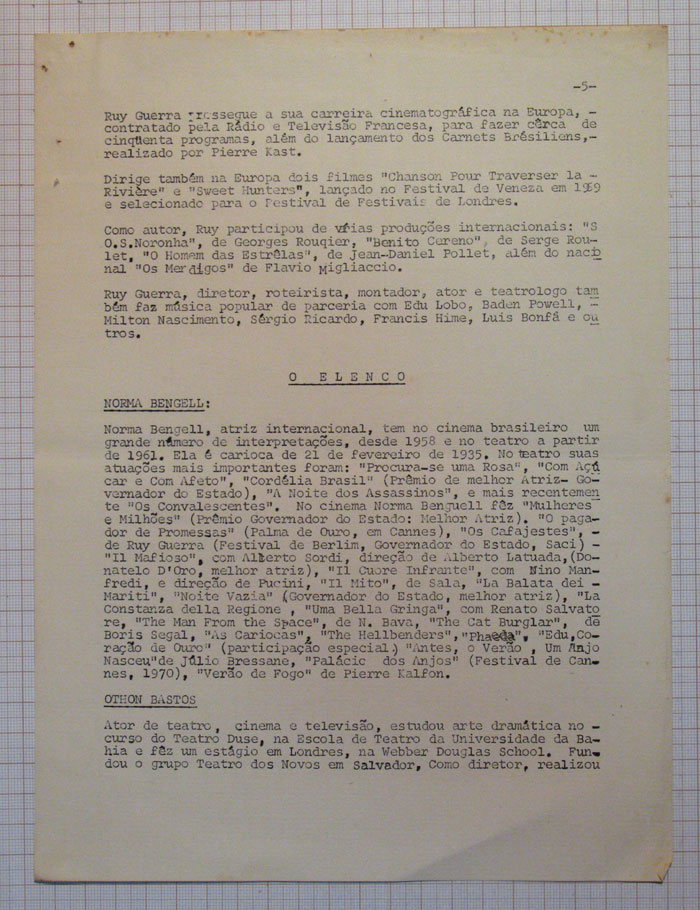 -5-
Ruy Guerra prossegue a sua carreira cinematográfica na Europa, -
contratado pela Rádio e Televisão Francesa, para fazer cêrca de
cinqüenta programas, além do lançamento dos Carnets Brésiliens,-
realizado por Pierre Kast.
Dirige também na Europa dois filmes "Chanson Pour Traverser la -
Rivière" e "Sweet Hunters", lançado no Festival de Veneza em 1969
e selecionado para o Festival de Festivais de Londres.
Como autor, Ruy participou de várias produções internacionais: "S
O.S.Noronha", de Georges Rouqier, "Benito Cereno", de Serge Rou-
let, "O Homem das Estrêlas", de Jean-Daniel Pollet, além do nacio
nal "Os Mendigos" de Flavio Migliaccio.
Ruy Guerra, diretor, roteirista, montador, ator e teatrologo tam
bém faz música popular de parceria com Edu Lobo, Baden Powell, -
Milton Nascimento, Sérgio Ricardo, Francis Hime, Luis Bonfá e ou
tros.
O ELENCO
NORMA BENGELL:
Norma Bengell, atriz internacional, tem no cinema brasileiro um
grande número de interpretações, desde 1958 e no teatro a partir
de 1961. Ela é carioca de 21 de fevereiro de 1935. No teatro suas
atuações mais importantes foram: "Procura-se uma Rosa", "Com Açú
car e Com Afeto", "Cordélia Brasil" (Prêmio de melhor Atriz- Go-
vernador do Estado), "A Noite dos Assassinos", e mais recentemen
te "Os Convalescentes". No cinema Norma Benguell fêz "Mulheres
e Milhões" (Prêmio Governador do Estado: Melhor Atriz). "O paga-
dor de Promessas" (Palma de Ouro, em Cannes), "Os Cafajestes", -
de Ruy Guerra (Festival de Berlim, Governador do Estado, Saci) -
"Il Mafioso", com Alberto Sordi, direção de Alberto Latuada,(Do-
natelo D'Oro, melhor atriz), "Il Cuore Infrante", com Nino Man-
fredi, e direção de Pucini, "Il Mito", de Sala, "La Balata dei -
Mariti", "Noite Vazia" (Governador do Estado, melhor atriz), "La
Constanza della Regione , "Uma Bella Gringa", com Renato Salvato
re, "The Man From the Space", de N. Bava, "The Cat Burglar", de
Boris Segal, "As Cariocas", "The Hellbenders","Phaeda", "Edu,Co-
ração de Ouro" (participação especial.) "Antes, o Verão , Um Anjo
Nasceu"de Júlio Bressane, "Palácio dos Anjos" (Festival de Can-
nes, 1970), "Verão de Fogo" de Pierre Kalfon.
OTHON BASTOS
Ator de teatro, cinema e televisão, estudou arte dramática no -
curso do Teatro Duse, na Escola de Teatro da Universidade da Ba-
hia e fêz um estágio em Londres, na Webber Douglas School. Fun-
dou o grupo Teatro dos Novos em Salvador, Como diretor, realizou